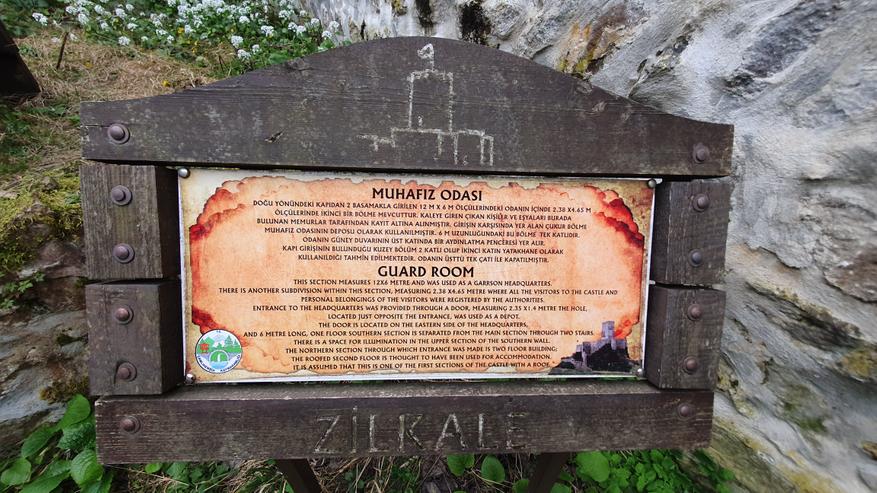 MUHAFIZ ODASI
DOĞU YÖNÜNDEKİ KAPIDAN 2 BASAMAKLA GİRİLEN 12 M X 6 M ÖLÇÜLERİNDEKİ ODANIN İÇİNDE 2.38 X4.65 M
ÖLÇÜLERİNDE İKİNCİ BİR BÖLME MEVCUTTUR. KALEYE GİREN ÇIKAN KİŞİLER VE EŞYALARI BURADA
BULUNAN MEMURLAR TARAFINDAN KAYIT ALTINA ALINMIŞTIR. GİRİŞİN KARŞISINDA YER ALAN ÇUKUR BÖLME
MUHAFIZ ODASININ DEPOSU OLARAK KULLANILMIŞTIR. 6 M UZUNLUĞUNDAKİ BU BÖLME TEK KATLIDIR.
ODANIN GÜNEY DUVARININ ÜST KATINDA BİR AYDINLATMA PENCERESİ YER ALIR.
KAPI GİRİŞİNİN BULUNDUĞU KUZEY BÖLÜM 2 KATLI OLUP İKİNCİ KATIN YATAKHANE OLARAK
KULLANILDIĞI TAHMİN EDİLMEKTEDİR. ODANIN ÜSTTÜ TEK ÇATI İLE KAPATILMIŞTIR.
GUARD ROOM
THIS SECTION MEASURES 12X6 METRE AND WAS USED AS A GARRSON HEADQUARTERS.
THERE IS ANOTHER SUBDIVISION WITHIN THIS SECTION, MEASURING 2.38 X4.65 METRE WHERE ALL THE VISITORS TO THE CASTLE AND
PERSONAL BELONGINGS OF THE VISITORS WERE REGISTERED BY THE AUTHORITIES.
ENTRANCE TO THE HEADQUARTERS WAS PROVIDED THROUGH A DOOR, MEASURING 2.35 X1.4 METRE THE HOLE,
LOCATED JUST OPPOSITE THE ENTRANCE, WAS USED AS A DEPOT.
THE DOOR IS LOCATED ON THE EASTERN SIDE OF THE HEADQUARTERS,
AND 6 METRE LONG, ONE FLOOR SOUTHERN SECTION IS SEPARATED FROM THE MAIN SECTION THROUGH TWO STAIRS
THERE IS A SPACE FOR ILLUMINATION IN THE UPPER SECTION OF THE SOUTHERN WALL.
THE NORTHERN SECTION THROUGH WHICH ENTRANCE WAS MADE IS TWO FLOOR BUILDING;
THE ROOFED SECOND FLOOR IS THOUGHT TO HAVE BEEN USED FOR ACCOMMODATION.
IT IS ASSUMED THAT THIS IS ONE OF THE FIRST SECTIONS OF THE CASTLE WITH A ROOF.
ZİLKALE